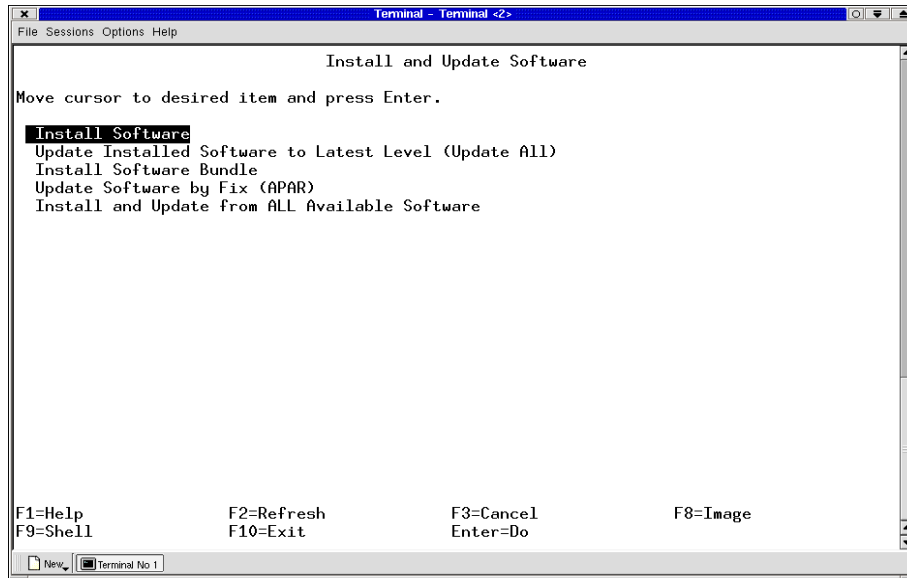 Terminal - Terminal <2>
File Sessions Options Help
Install and Update Software
Move cursor to desired item and press Enter.
Install Software
Update Installed Software to Latest Level (Update All)
Install Software Bundle
Update Software by Fix (APAR)
Install and Update from ALL Available Software
F1=Help F2=Refresh F3=Cancel F8=Image
F9=Shell F10=Exit Enter=Do
New Terminal No 1